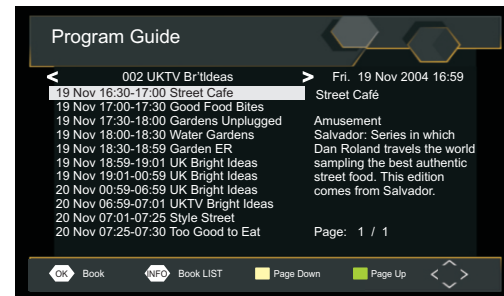 Program Guide
< 002 UKTV Br'tIdeas > Fri. 19 Nov 2004 16:59
19 Nov 16:30-17:00 Street Cafe
19 Nov 17:00-17:30 Good Food Bites
19 Nov 17:30-18:00 Gardens Unplugged
19 Nov 18:00-18:30 Water Gardens
19 Nov 18:30-18:59 Garden ER
19 Nov 18:59-19:01 UK Bright Ideas
19 Nov 19:01-00:59 UK Bright Ideas
20 Nov 00:59-06:59 UK Bright Ideas
20 Nov 06:59-07:01 UKTV Bright Ideas
20 Nov 07:01-07:25 Style Street
20 Nov 07:25-07:30 Too Good to Eat
Street Café
Amusement
Salvador: Series in which
Dan Roland travels the world
sampling the best authentic
street food. This edition
comes from Salvador.
Page: 1 / 1
OK Book INFO Book LIST Page Down Page Up